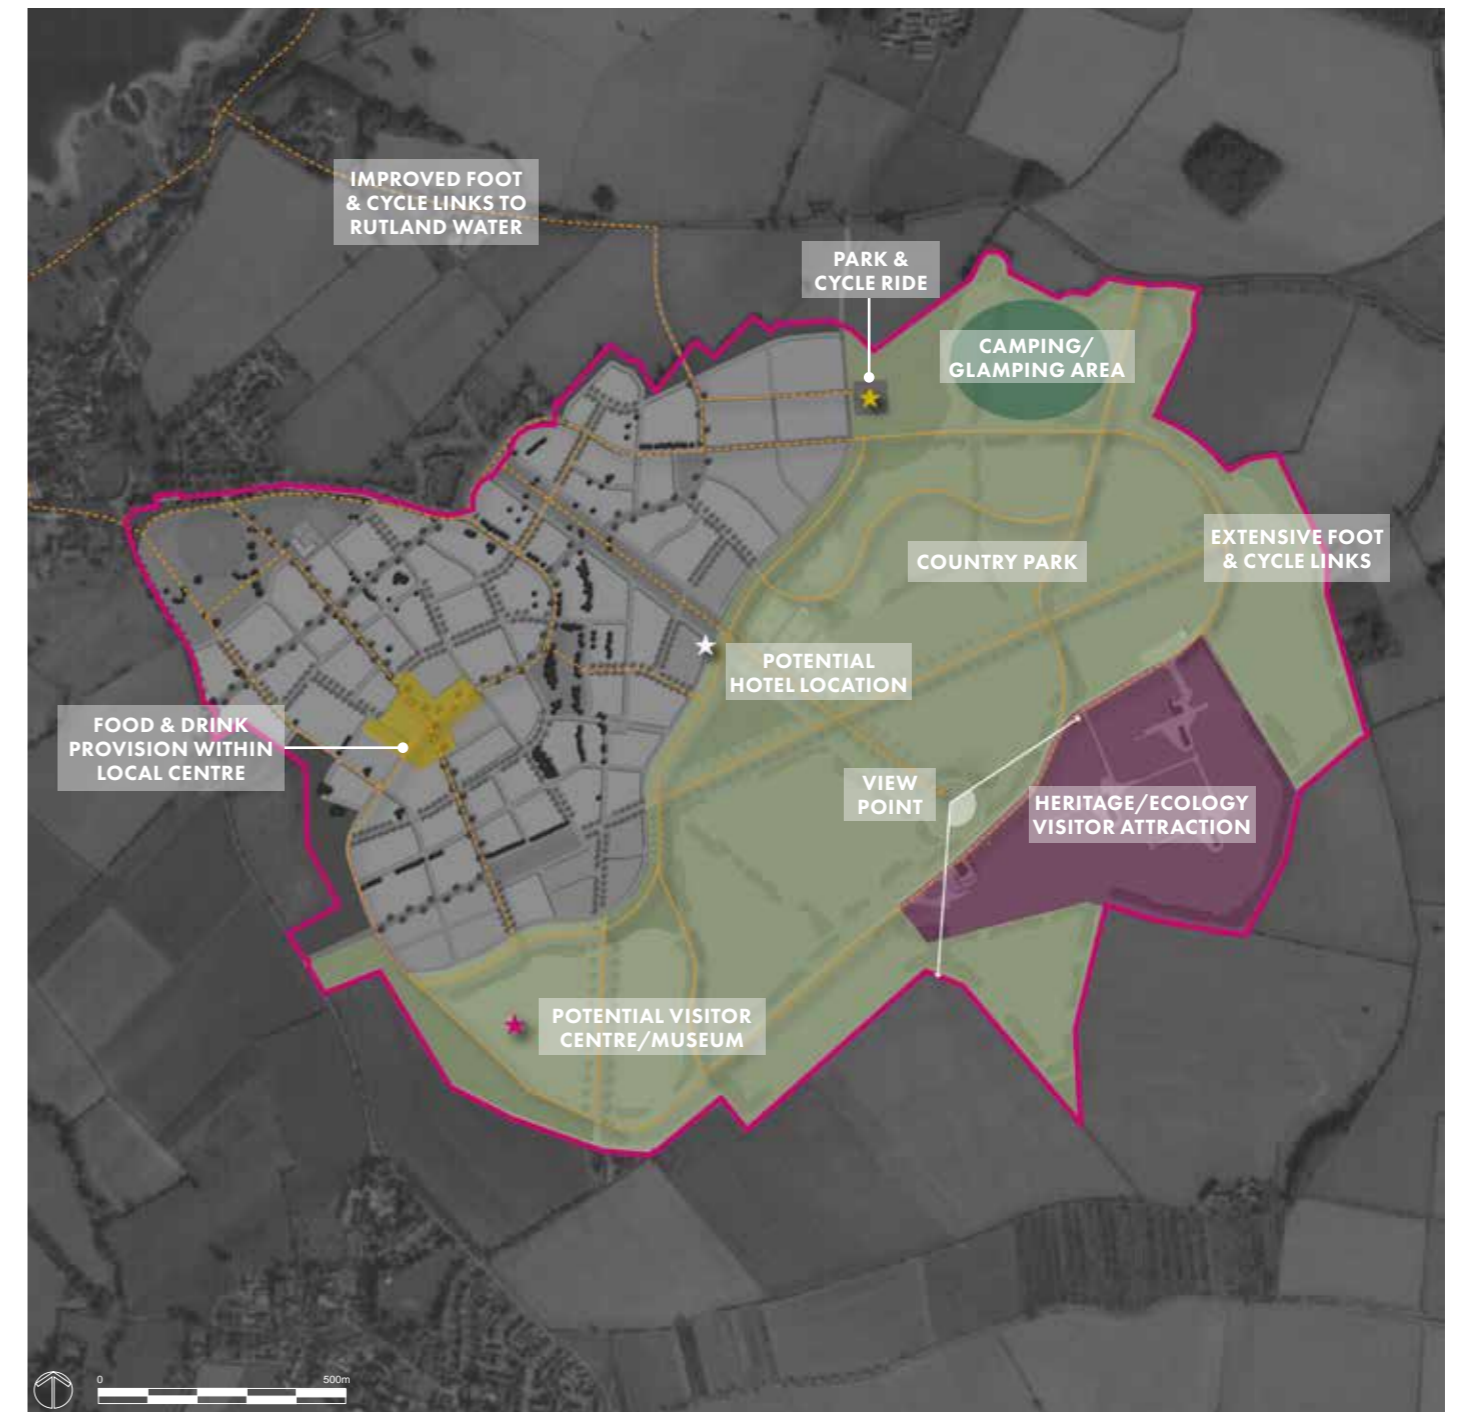 IMPROVED FOOT
& CYCLE LINKS TO
RUTLAND WATER
PARK &
CYCLE RIDE
CAMPING/
GLAMPING AREA
EXTENSIVE FOOT
& CYCLE LINKS
COUNTRY PARK
POTENTIAL
HOTEL LOCATION
FOOD & DRINK
PROVISION WITHIN
LOCAL CENTRE
VIEW
POINT
HERITAGE/ECOLOGY
VISITOR ATTRACTION
POTENTIAL VISITOR
CENTRE/MUSEUM
0 500m